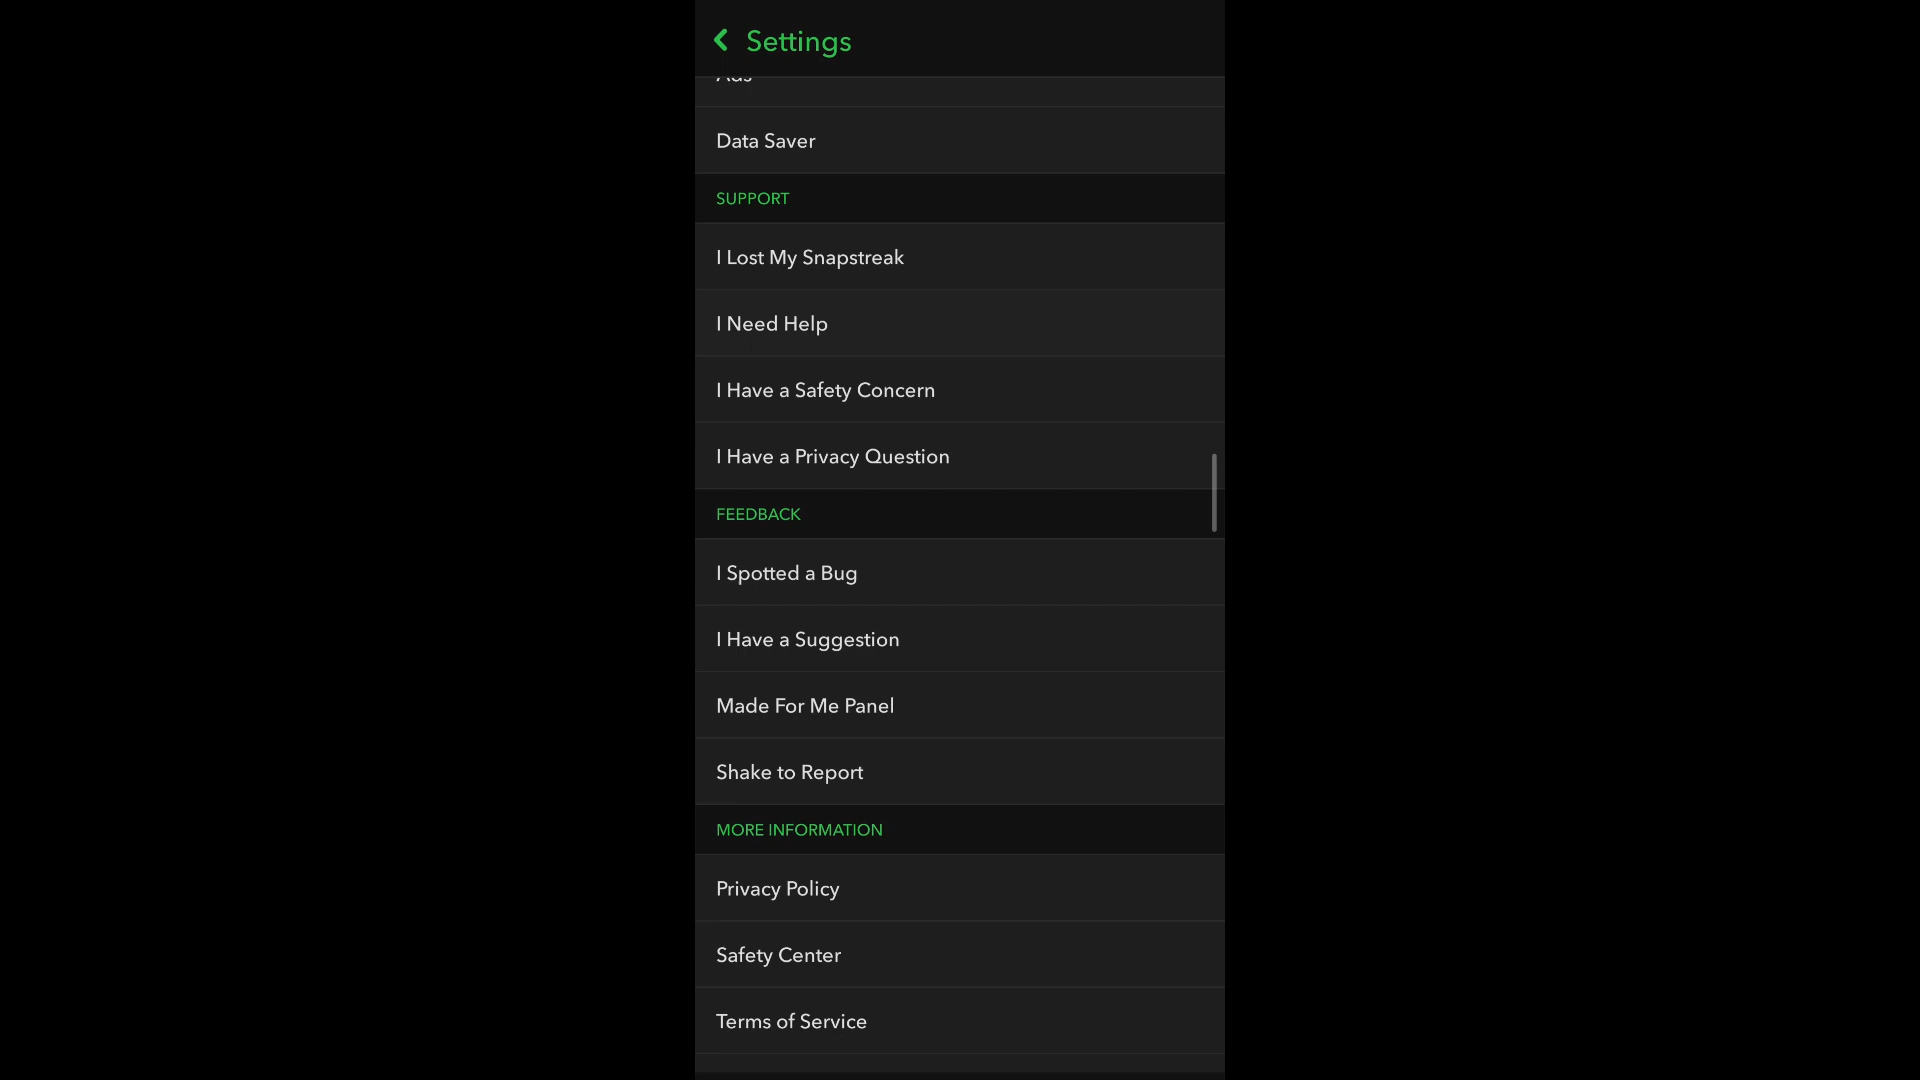 Settings
Ads
Data Saver
SUPPORT
I Lost My Snapstreak
I Need Help
I Have a Safety Concern
I Have a Privacy Question
FEEDBACK
I Spotted a Bug
I Have a Suggestion
Made For Me Panel
Shake to Report
MORE INFORMATION
Privacy Policy
Safety Center
Terms of Service